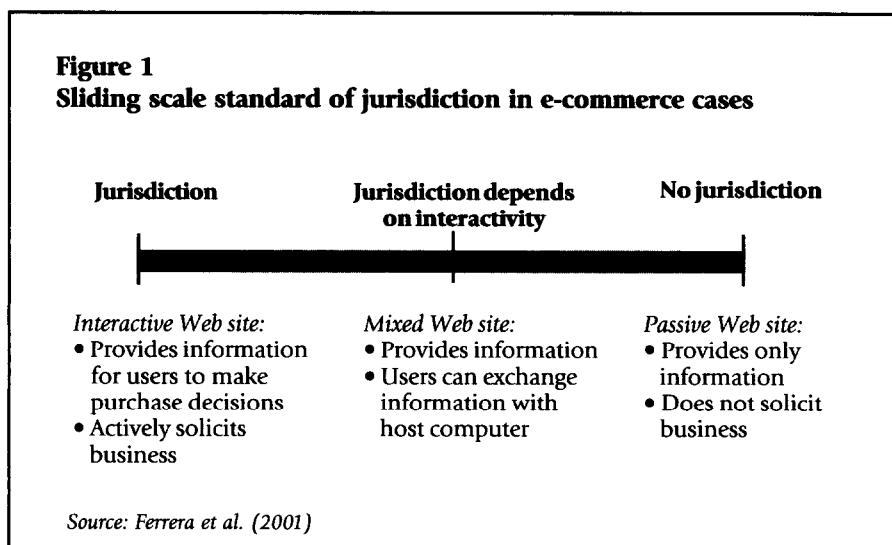 Figure 1
Sliding scale standard of jurisdiction in e-commerce cases
Jurisdiction
Jurisdiction depends
on interactivity
No jurisdiction
Interactive Web site:
• Provides information
for users to make
purchase decisions
• Actively solicits
business
Mixed Web site:
• Provides information
• Users can exchange
information with
host computer
Passive Web site:
• Provides only
information
• Does not solicit
business
Source: Ferrera et al. (2001)